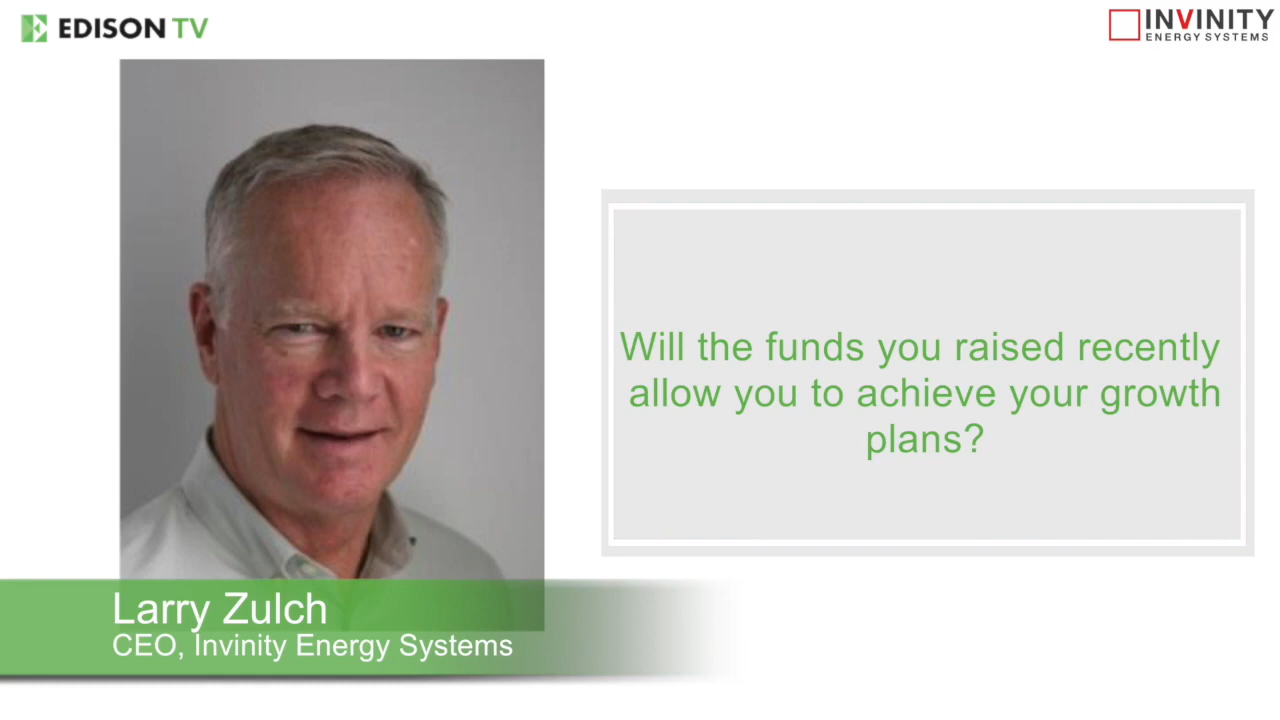 EDISON TV
INVINITY
ENERGY SYSTEMS
Will the funds you raised recently
allow you to achieve your growth
plans?
Larry Zulch
CEO, Invinity Energy Systems